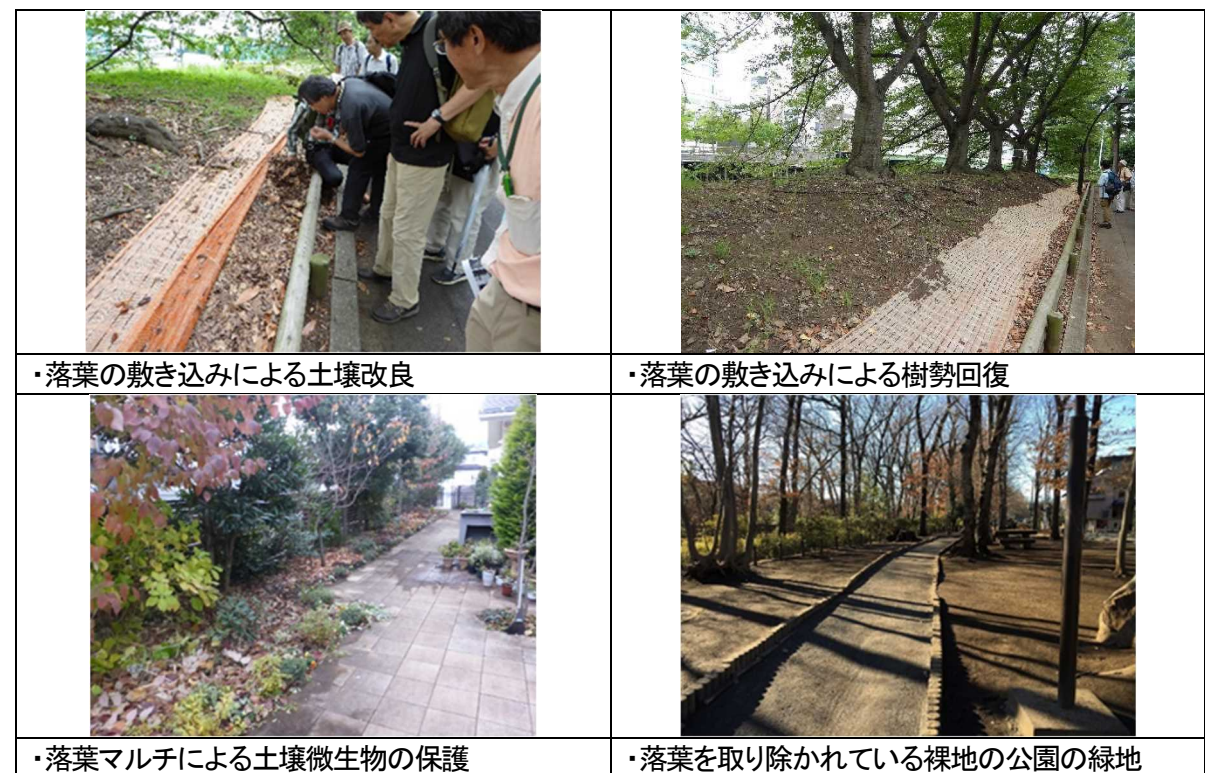 ・落葉の敷き込みによる土壌改良
・落葉の敷き込みによる樹勢回復
・落葉マルチによる土壌微生物の保護
・落葉を取り除かれている裸地の公園の緑地